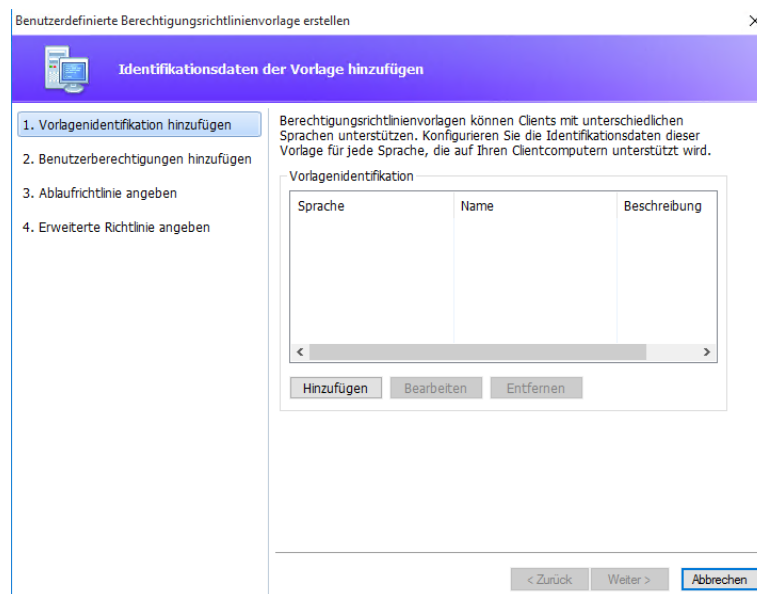 Benutzerdefinierte Berechtigungsrichtlinienvorlage erstellen
Identifikationsdaten der Vorlage hinzufügen
1. Vorlagenidentifikation hinzufügen
2. Benutzerberechtigungen hinzufügen
3. Ablaufrichtlinie angeben
4. Erweiterte Richtlinie angeben
Berechtigungsrichtlinienvorlagen können Clients mit unterschiedlichen
Sprachen unterstützen. Konfigurieren Sie die Identifikationsdaten dieser
Vorlage für jede Sprache, die auf Ihren Clientcomputern unterstützt wird.
Vorlagenidentifikation
Sprache Name Beschreibung
Hinzufügen Bearbeiten Entfernen
< Zurück Weiter > Abbrechen